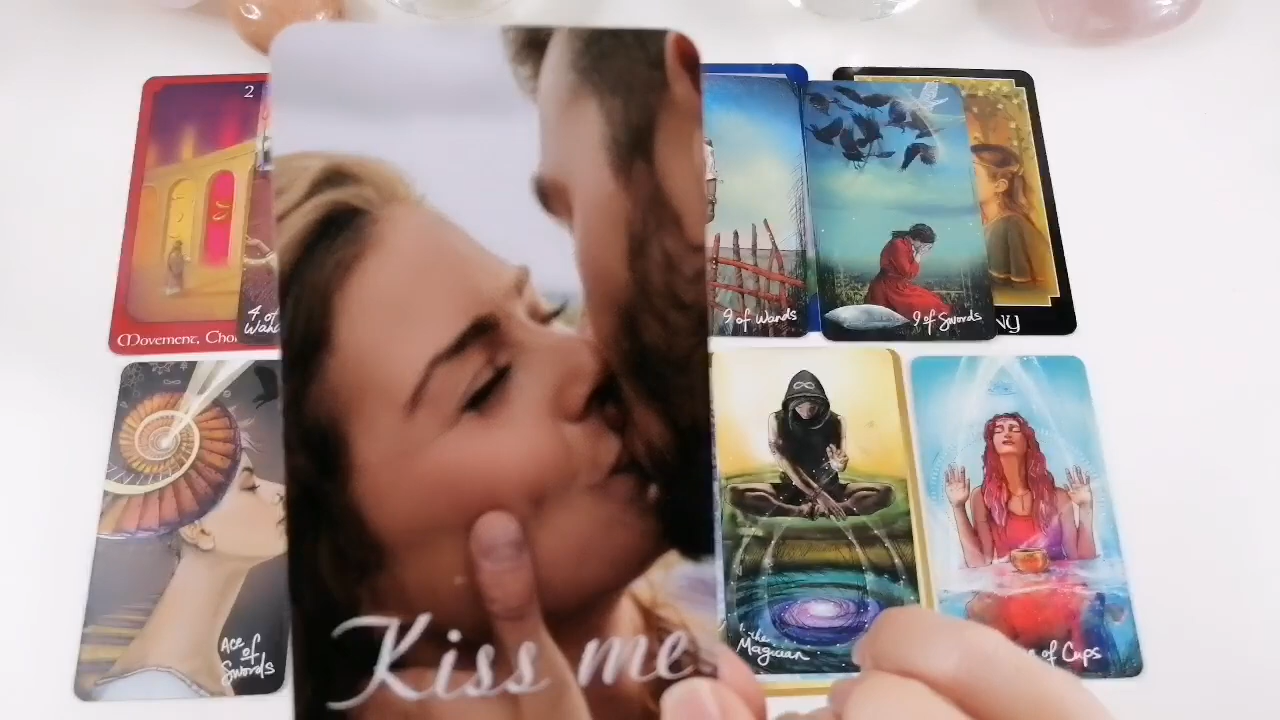 2
Movement, Cho
4 of
Wan
9 of Wands
9 of Swords
NY
Ace
of
Swords
Kiss me
1. the
Magician
of Cups